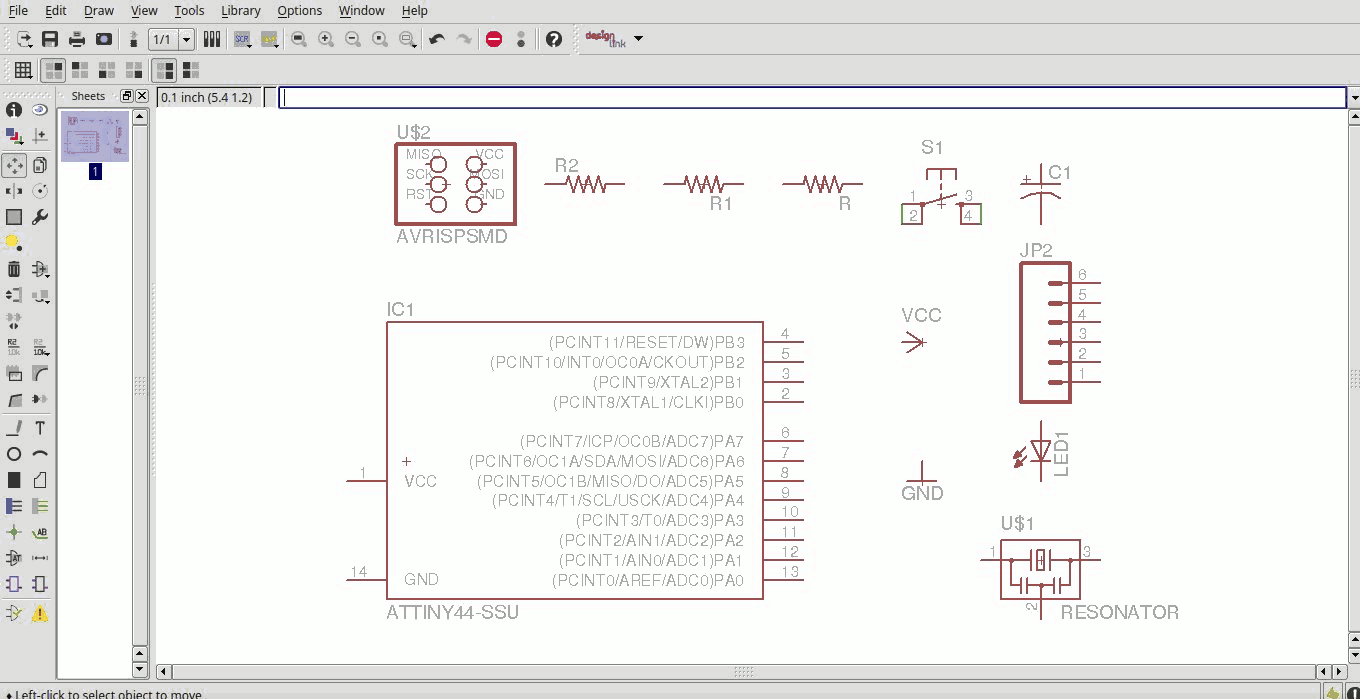 File Edit Draw View Tools Library Options Window Help
1/1
SCR
design link
Sheets
0.1 inch (5.4 1.2)
1
R2
10k
R2
10k
T
AB
U$2
MISO VCC
SCK MOSI
RST GND
AVRISPSMD
R2
R1
R
S1
1 3
2 4
+ C1
JP2
6
5
4
3
2
1
VCC
GND
LED1
U$1
1 3
2
RESONATOR
IC1
(PCINT11/RESET/DW)PB3 4
(PCINT10/INT0/OC0A/CKOUT)PB2 5
(PCINT9/XTAL2)PB1 3
(PCINT8/XTAL1/CLKI)PB0 2
(PCINT7/ICP/OC0B/ADC7)PA7 6
(PCINT6/OC1A/SDA/MOSI/ADC6)PA6 7
1 VCC (PCINT5/OC1B/MISO/DO/ADC5)PA5 8
(PCINT4/T1/SCL/USCK/ADC4)PA4 9
(PCINT3/T0/ADC3)PA3 10
(PCINT2/AIN1/ADC2)PA2 11
(PCINT1/AIN0/ADC1)PA1 12
14 GND (PCINT0/AREF/ADC0)PA0 13
ATTINY44-SSU
Left-click to select object to move